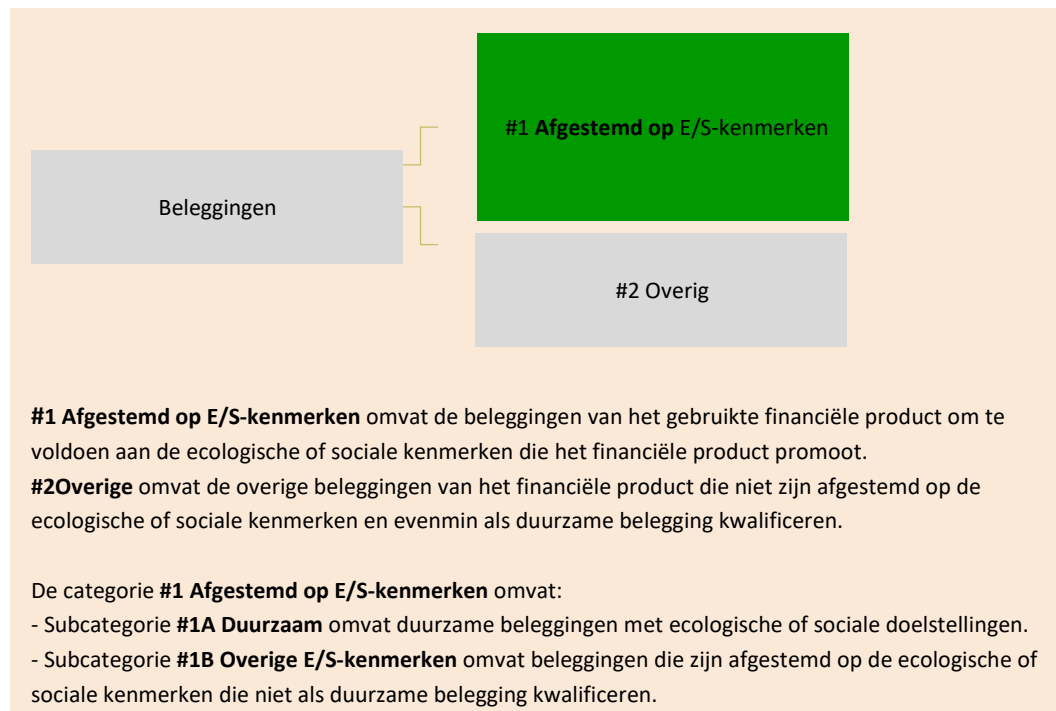 #1 Afgestemd op E/S-kenmerken
Beleggingen
#2 Overig
#1 Afgestemd op E/S-kenmerken omvat de beleggingen van het gebruikte financiële product om te
voldoen aan de ecologische of sociale kenmerken die het financiële product promoot.
#2Overige omvat de overige beleggingen van het financiële product die niet zijn afgestemd op de
ecologische of sociale kenmerken en evenmin als duurzame belegging kwalificeren.
De categorie #1 Afgestemd op E/S-kenmerken omvat:
- Subcategorie #1A Duurzaam omvat duurzame beleggingen met ecologische of sociale doelstellingen.
- Subcategorie #1B Overige E/S-kenmerken omvat beleggingen die zijn afgestemd op de ecologische of
sociale kenmerken die niet als duurzame belegging kwalificeren.